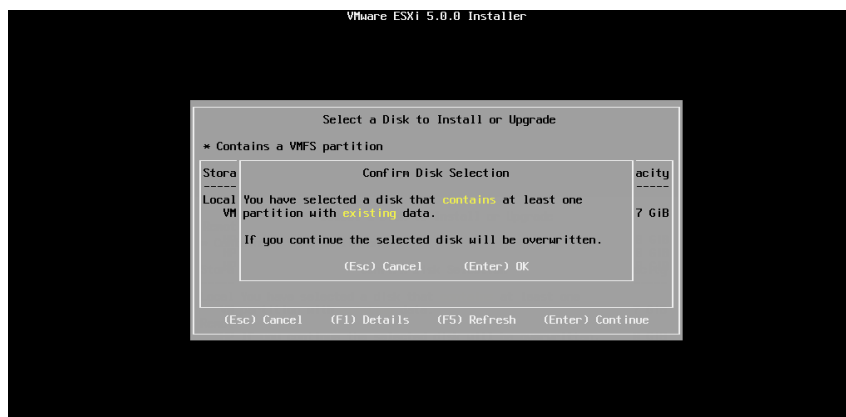 VMware ESXi 5.0.0 Installer
Select a Disk to Install or Upgrade
* Contains a VMFS partition
Stora
acity
Confirm Disk Selection
-----
-----
Local
VM
7 GiB
You have selected a disk that contains at least one
partition with existing data.
If you continue the selected disk will be overwritten.
(Esc) Cancel (Enter) OK
(Esc) Cancel (F1) Details (F5) Refresh (Enter) Continue